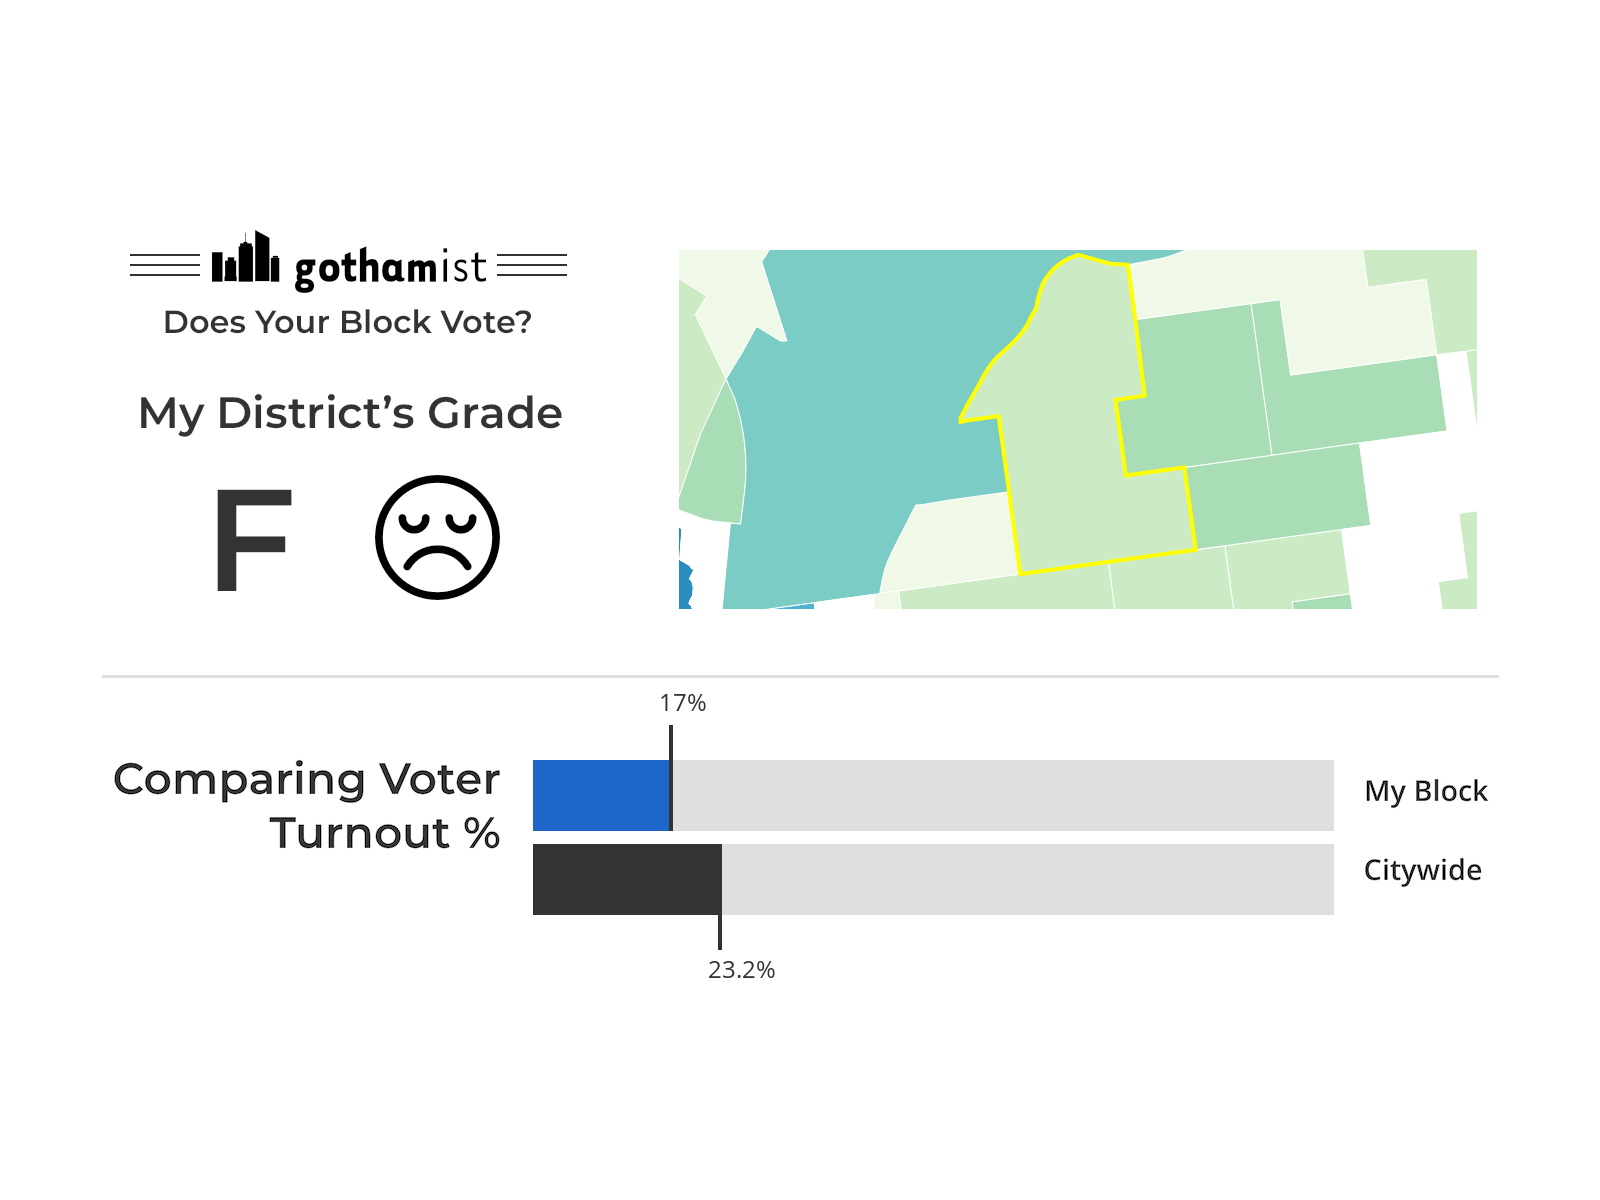 gothamist
Does Your Block Vote?
My District’s Grade
F
17%
Comparing Voter
Turnout %
My Block
Citywide
23.2%